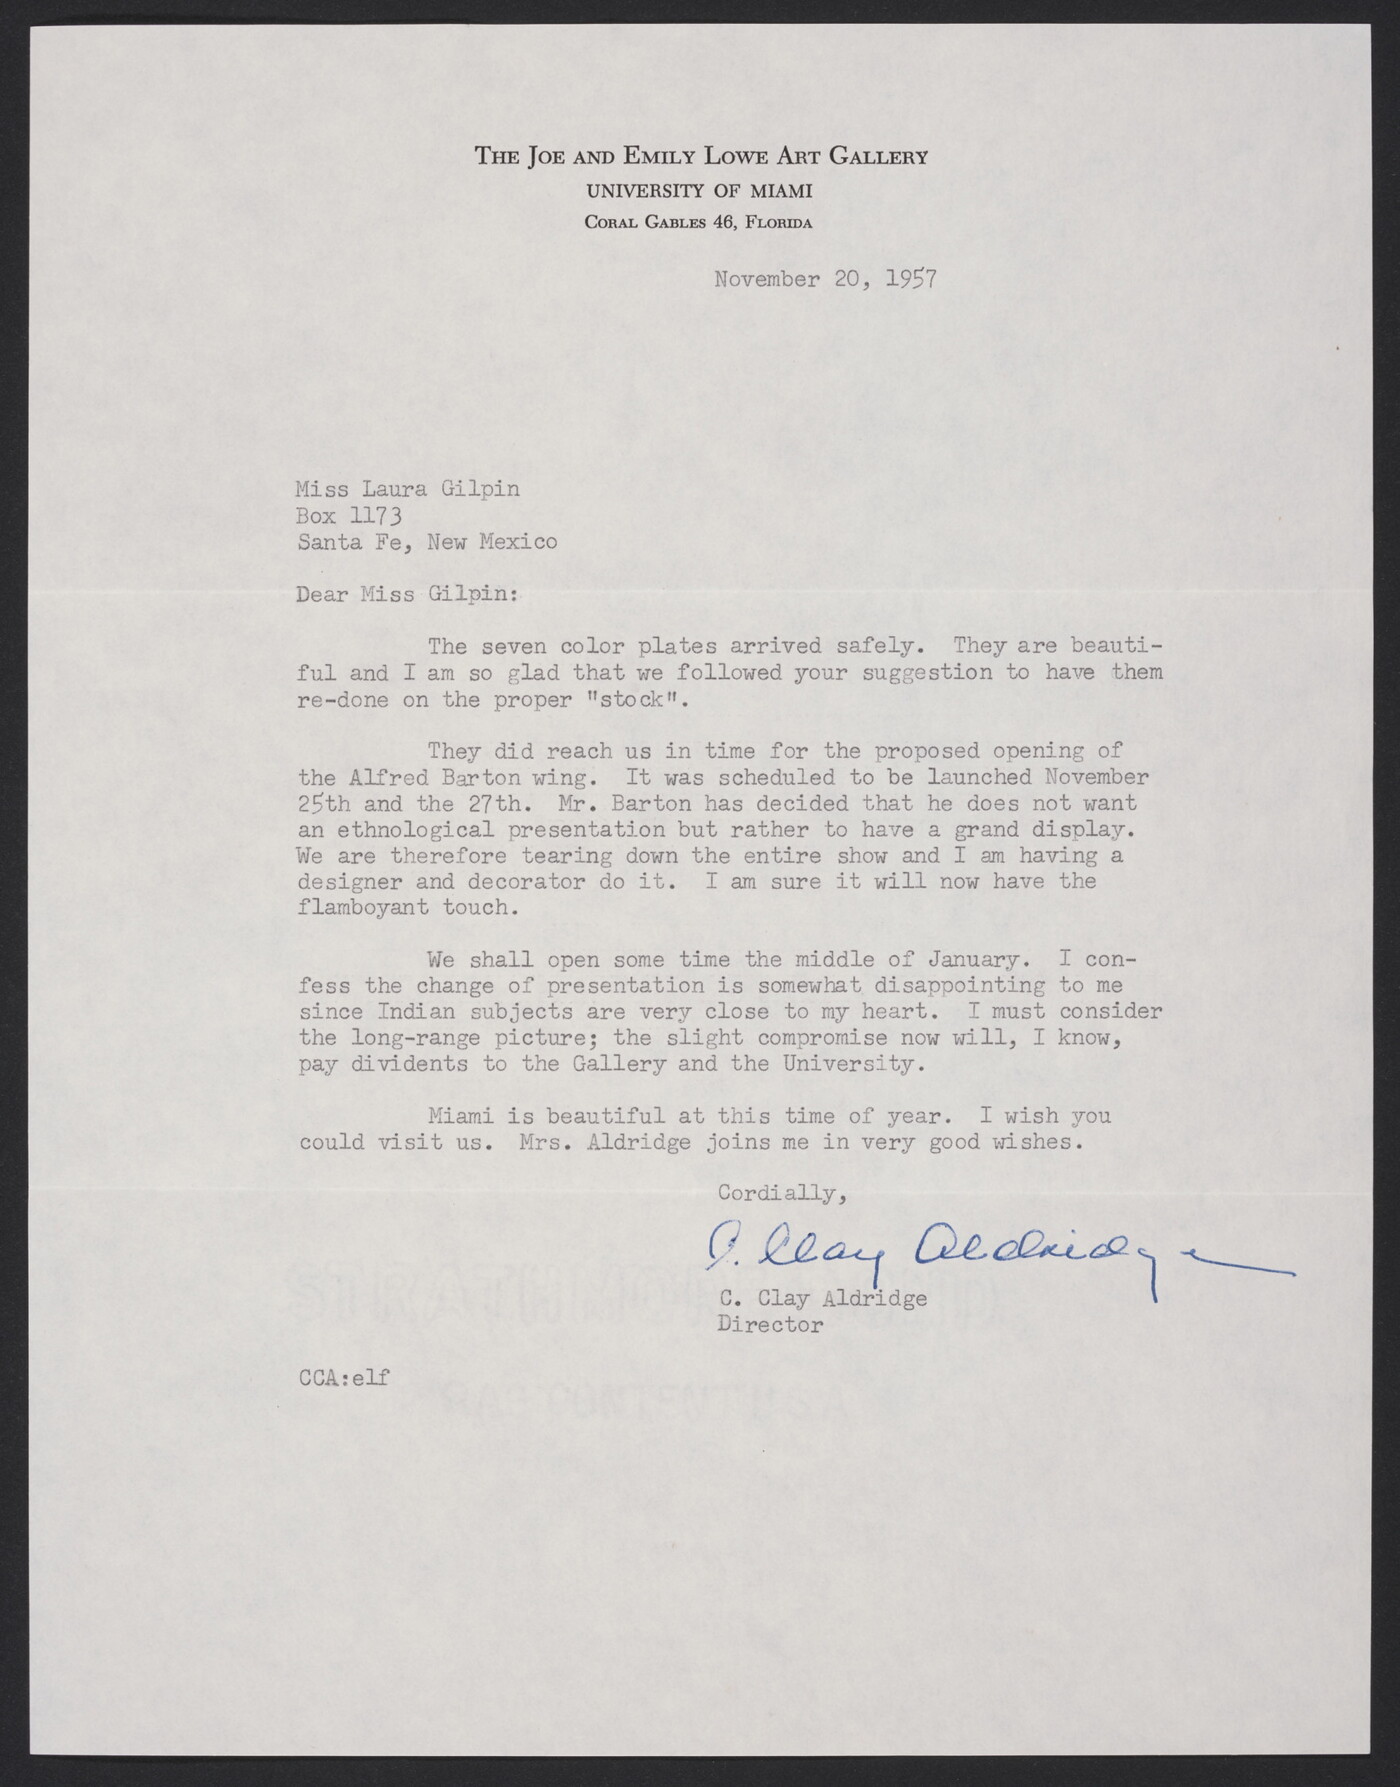 The Joe and Emily Lowe Art Gallery
UNIVERSITY OF MIAMI
Coral Gables 46, Florida
November 20, 1957
Miss Laura Gilpin
Box 1173
Santa Fe, New Mexico
Dear Miss Gilpin:
The seven color plates arrived safely. They are beauti-
ful and I am so glad that we followed your suggestion to have them
re-done on the proper "stock".
They did reach us in time for the proposed opening of
the Alfred Barton wing. It was scheduled to be launched November
25th and the 27th. Mr. Barton has decided that he does not want
an ethnological presentation but rather to have a grand display.
We are therefore tearing down the entire show and I am having a
designer and decorator do it. I am sure it will now have the
flamboyant touch.
We shall open some time the middle of January. I con-
fess the change of presentation is somewhat disappointing to me
since Indian subjects are very close to my heart. I must consider
the long-range picture; the slight compromise now will, I know,
pay dividents to the Gallery and the University.
Miami is beautiful at this time of year. I wish you
could visit us. Mrs. Aldridge joins me in very good wishes.
Cordially,
C. Clay Aldridge
C. Clay Aldridge
Director
CCA:elf
RAG CONTENT U S A